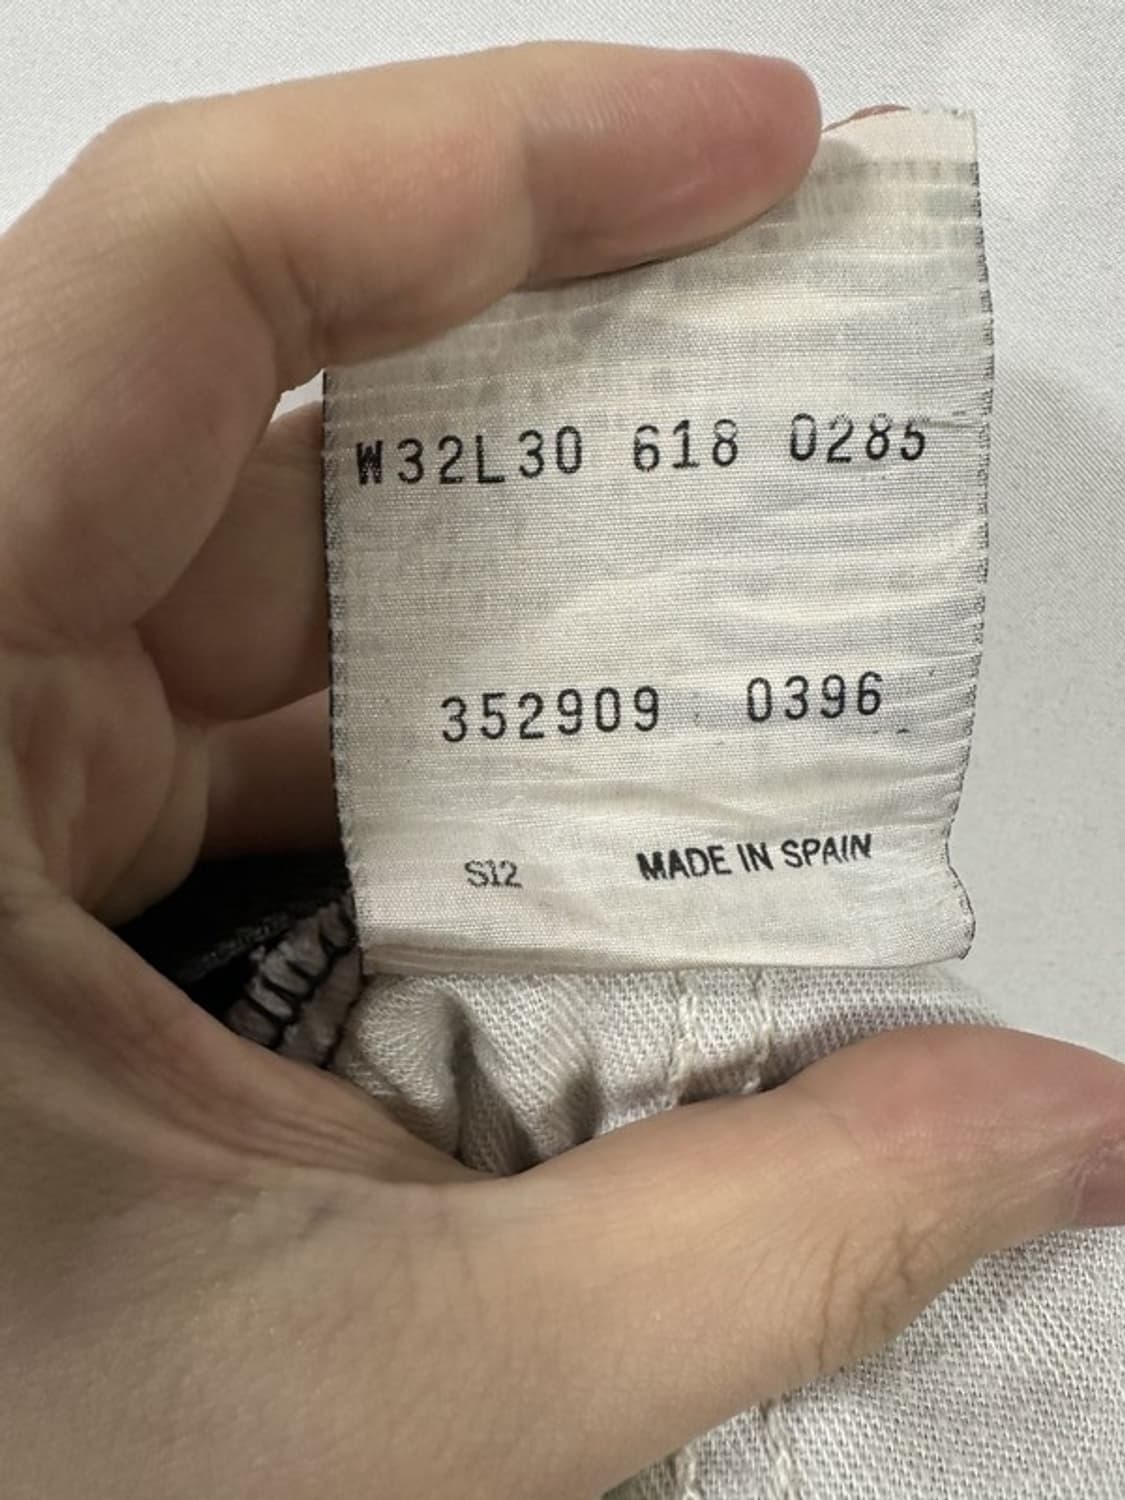 W32L30 618 0285
352909 0396
S12 MADE IN SPAIN